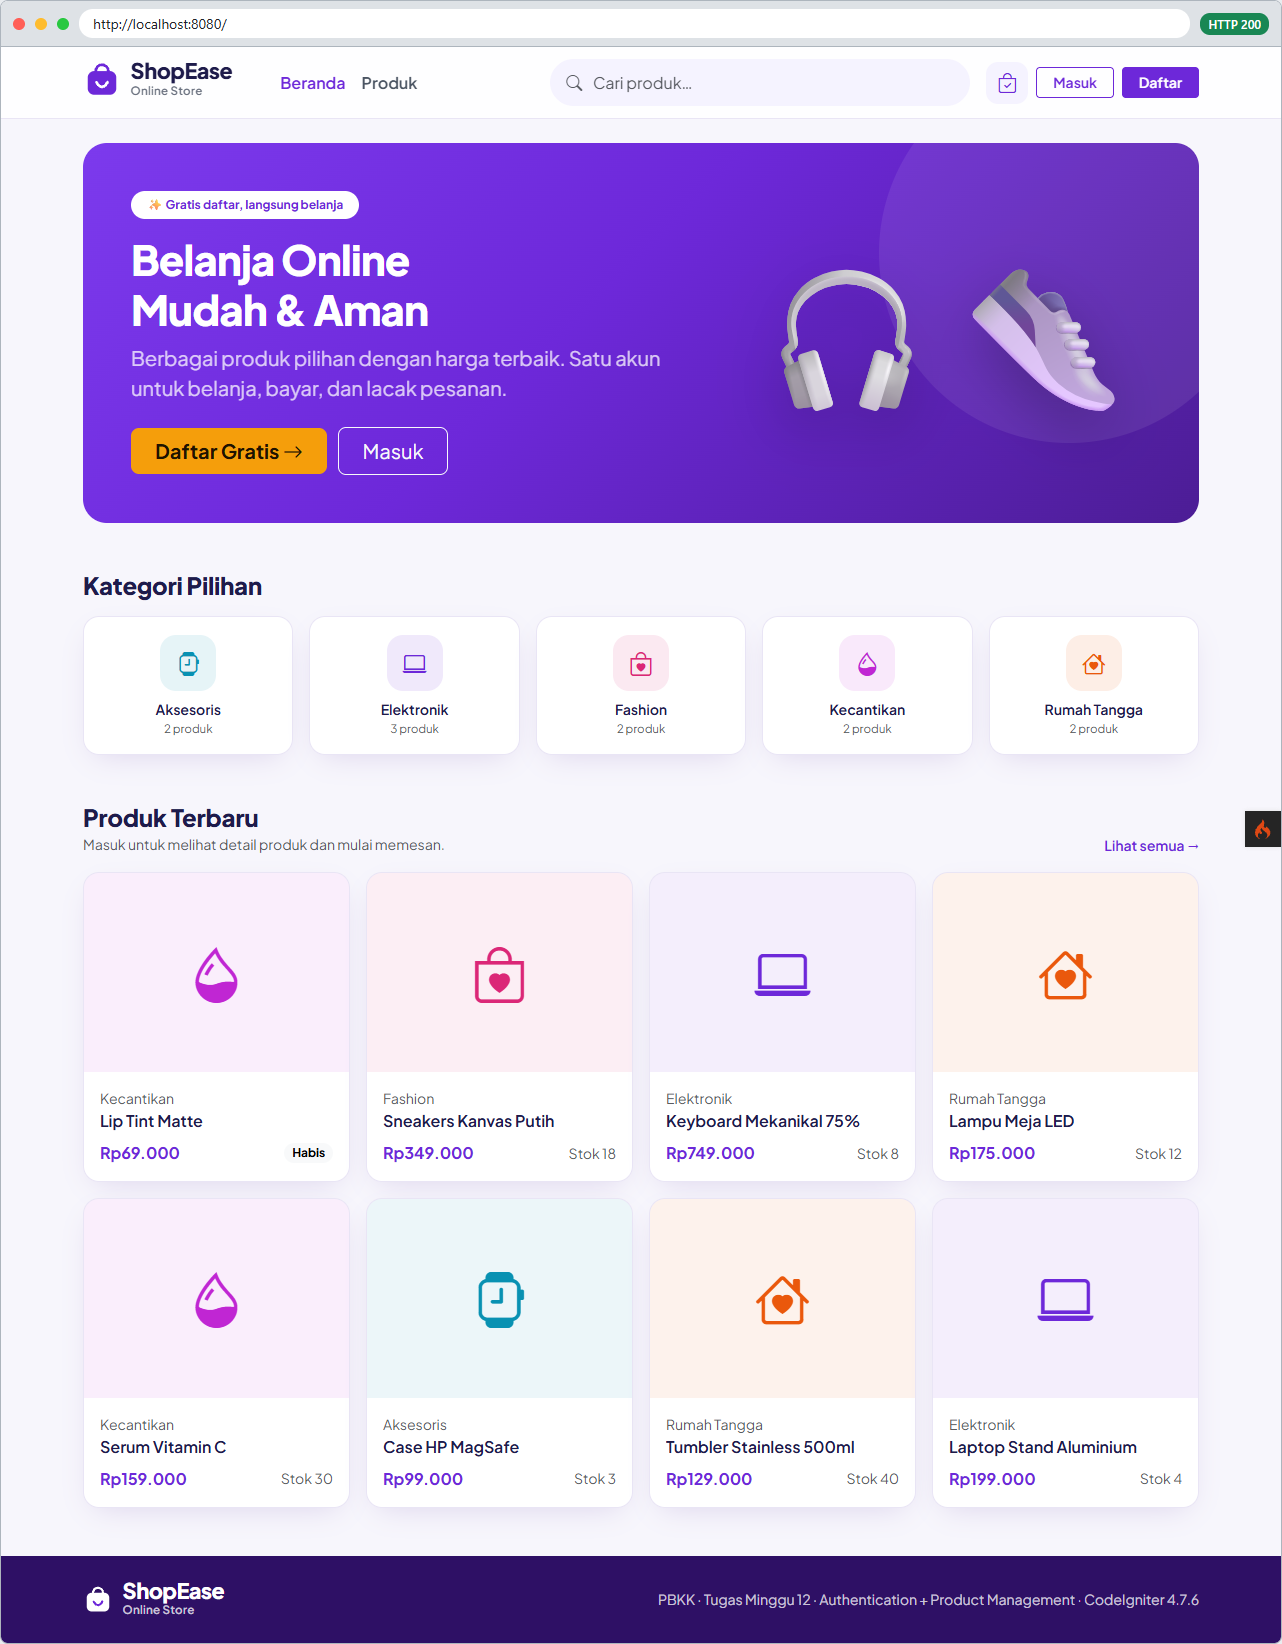 http://localhost:8080/
HTTP 200
ShopEase
Online Store
Beranda
Produk
Cari produk...
Masuk
Daftar
✨ Gratis daftar, langsung belanja
Belanja Online
Mudah & Aman
Berbagai produk pilihan dengan harga terbaik. Satu akun
untuk belanja, bayar, dan lacak pesanan.
Daftar Gratis →
Masuk
Kategori Pilihan
Aksesoris
2 produk
Elektronik
3 produk
Fashion
2 produk
Kecantikan
2 produk
Rumah Tangga
2 produk
Produk Terbaru
Masuk untuk melihat detail produk dan mulai memesan.
Lihat semua →
Kecantikan
Lip Tint Matte
Rp69.000
Habis
Fashion
Sneakers Kanvas Putih
Rp349.000
Stok 18
Elektronik
Keyboard Mekanikal 75%
Rp749.000
Stok 8
Rumah Tangga
Lampu Meja LED
Rp175.000
Stok 12
Kecantikan
Serum Vitamin C
Rp159.000
Stok 30
Aksesoris
Case HP MagSafe
Rp99.000
Stok 3
Rumah Tangga
Tumbler Stainless 500ml
Rp129.000
Stok 40
Elektronik
Laptop Stand Aluminium
Rp199.000
Stok 4
ShopEase
Online Store
PBKK · Tugas Minggu 12 · Authentication + Product Management · CodeIgniter 4.7.6